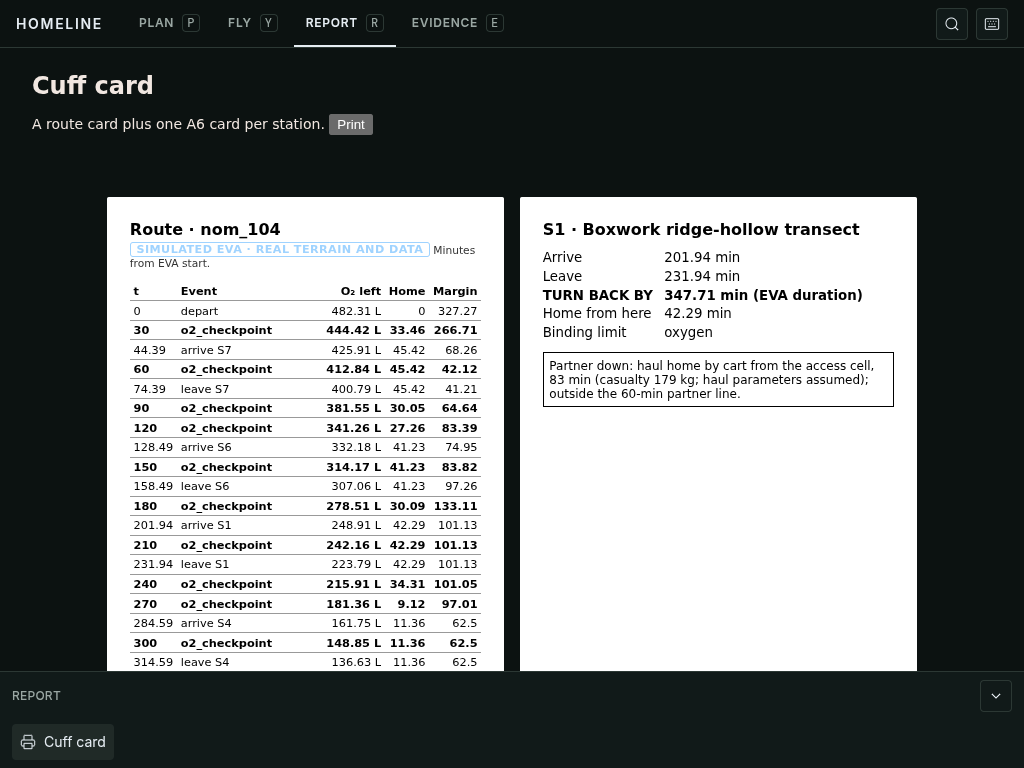 HOMELINE
PLAN P
FLY Y
REPORT R
EVIDENCE E
Cuff card
A route card plus one A6 card per station. Print
Route · nom_104
SIMULATED EVA · REAL TERRAIN AND DATA Minutes
from EVA start.
t Event O₂ left Home Margin
0 depart 482.31 L 0 327.27
30 o2_checkpoint 444.42 L 33.46 266.71
44.39 arrive S7 425.91 L 45.42 68.26
60 o2_checkpoint 412.84 L 45.42 42.12
74.39 leave S7 400.79 L 45.42 41.21
90 o2_checkpoint 381.55 L 30.05 64.64
120 o2_checkpoint 341.26 L 27.26 83.39
128.49 arrive S6 332.18 L 41.23 74.95
150 o2_checkpoint 314.17 L 41.23 83.82
158.49 leave S6 307.06 L 41.23 97.26
180 o2_checkpoint 278.51 L 30.09 133.11
201.94 arrive S1 248.91 L 42.29 101.13
210 o2_checkpoint 242.16 L 42.29 101.13
231.94 leave S1 223.79 L 42.29 101.13
240 o2_checkpoint 215.91 L 34.31 101.05
270 o2_checkpoint 181.36 L 9.12 97.01
284.59 arrive S4 161.75 L 11.36 62.5
300 o2_checkpoint 148.85 L 11.36 62.5
314.59 leave S4 136.63 L 11.36 62.5
S1 · Boxwork ridge-hollow transect
Arrive 201.94 min
Leave 231.94 min
TURN BACK BY 347.71 min (EVA duration)
Home from here 42.29 min
Binding limit oxygen
Partner down: haul home by cart from the access cell,
83 min (casualty 179 kg; haul parameters assumed);
outside the 60-min partner line.
REPORT
Cuff card